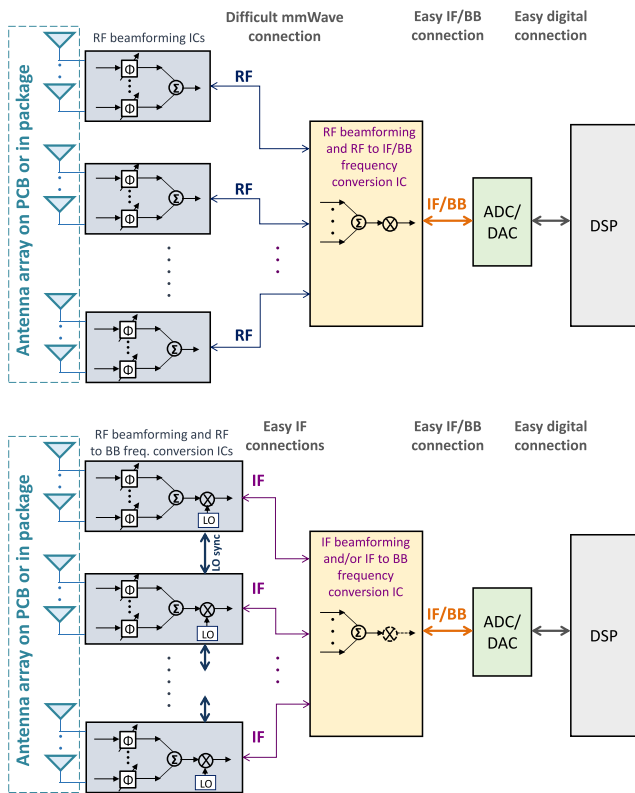 Difficult mmWave
connection
Easy IF/BB
connection
Easy digital
connection
RF beamforming ICs
Antenna array on PCB or in package
Φ
Σ
Φ
RF
Φ
Σ
Φ
RF
Φ
Σ
Φ
RF
RF beamforming
and RF to IF/BB
frequency
conversion IC
Σ
IF/BB
ADC/
DAC
DSP
RF beamforming and RF
to BB freq. conversion ICs
Easy IF
connections
Easy IF/BB
connection
Easy digital
connection
Antenna array on PCB or in package
Φ
Σ
Φ
LO
IF
LO sync
Φ
Σ
Φ
LO
IF
Φ
Σ
Φ
LO
IF
IF beamforming
and/or IF to BB
frequency
conversion IC
Σ
IF/BB
ADC/
DAC
DSP